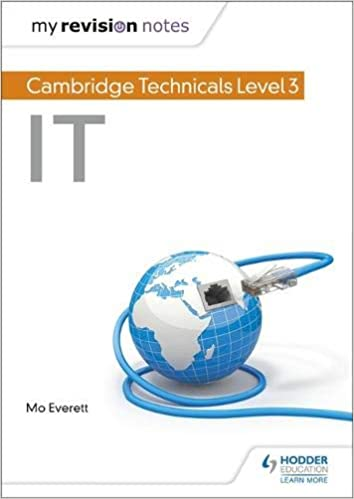 my revision notes
Cambridge Technicals Level 3
IT
Mo Everett
HODDER
EDUCATION
LEARN MORE